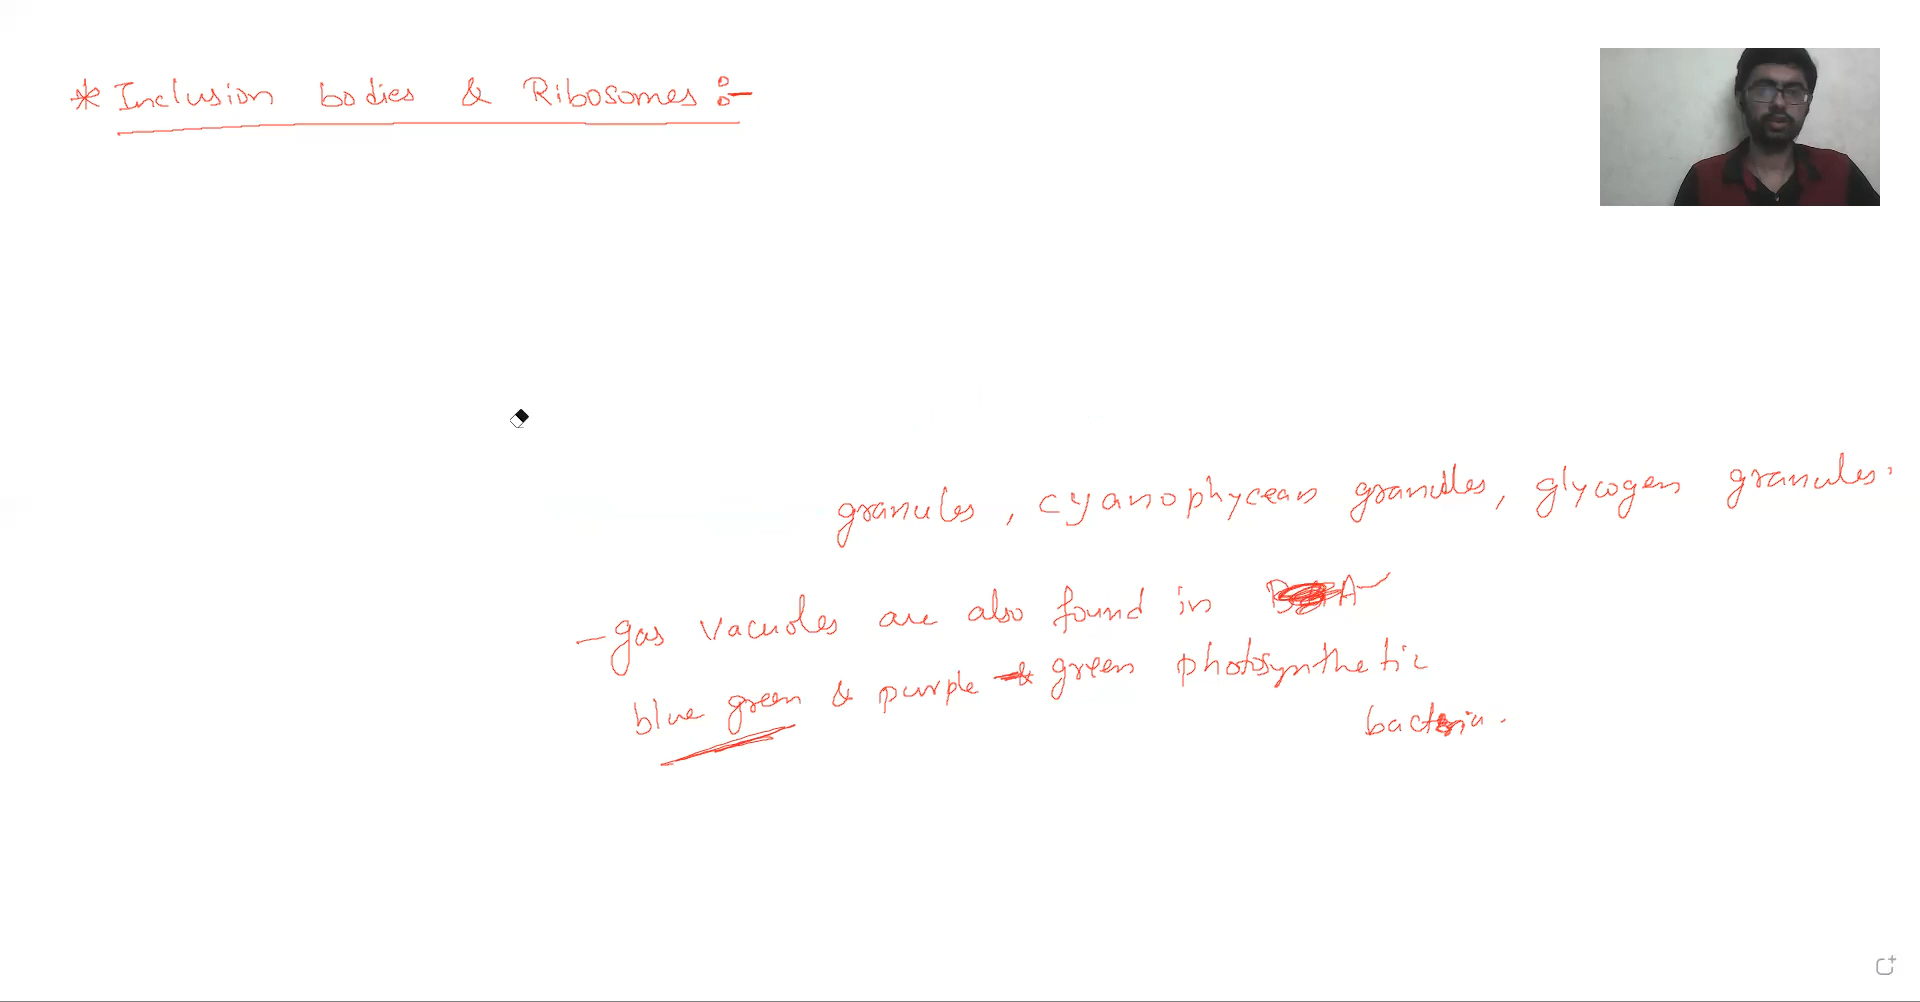 * Inclusion bodies & Ribosomes :-
granules, cyanophycean granules, glycogen granules.
- gas vacuoles are also found in
blue green & purple & green photosynthetic
bacteria.